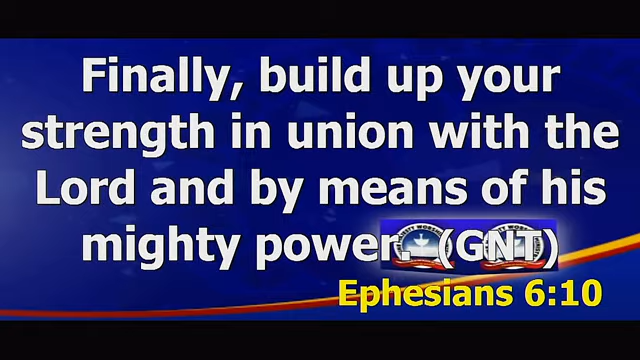 Finally, build up your
strength in union with the
Lord and by means of his
mighty power. (GNT)
Ephesians 6:10